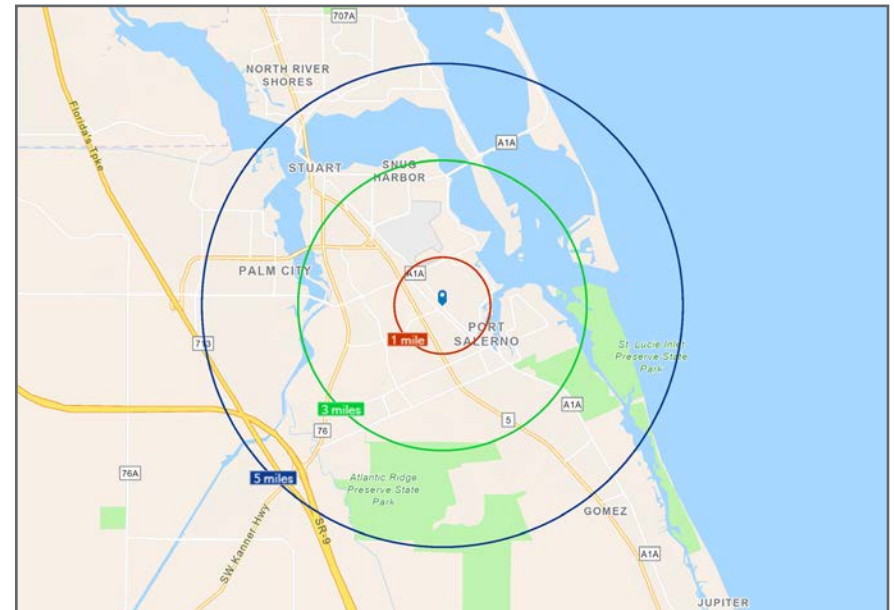 707A
NORTH RIVER
SHORES
Florida's Tpke
A1A
STUART
SNUG
HARBOR
PALM CITY
A1A
PORT
SALERNO
1 mile
713
St. Lucie Inlet
Preserve State
Park
3 miles
A1A
5
76
76A
5 miles
Atlantic Ridge
Preserve State
Park
GOMEZ
SW Kanner Hwy
SR-9
A1A
JUPITER